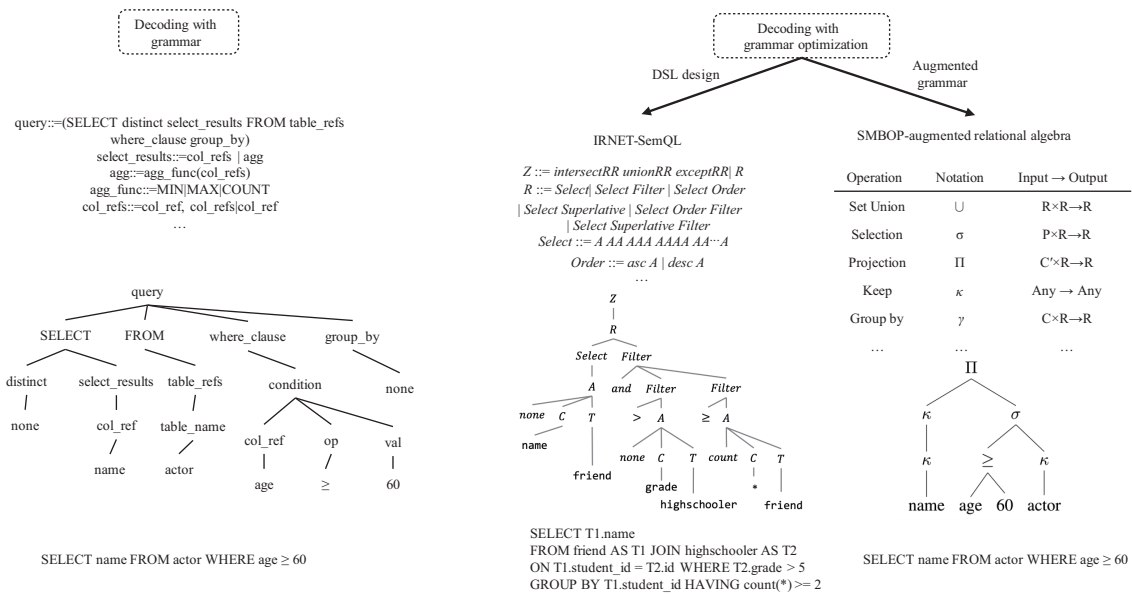 Decoding with
grammar
query::=(SELECT distinct select_results FROM table_refs
where_clause group_by)
select_results::=col_refs | agg
agg::=agg_func(col_refs)
agg_func::=MIN|MAX|COUNT
col_refs::=col_ref, col_refs|col_ref
…
query
SELECT FROM where_clause group_by
distinct select_results table_refs condition none
none col_ref table_name col_ref op val
name actor age ≥ 60
SELECT name FROM actor WHERE age ≥ 60
Decoding with
grammar optimization
DSL design
Augmented
grammar
IRNET-SemQL
Z ::= intersectRR unionRR exceptRR| R
R ::= Select| Select Filter | Select Order
| Select Superlative | Select Order Filter
| Select Superlative Filter
Select ::= A AA AAA AAAA AA⋯A
Order ::= asc A | desc A
…
Z
R
Select Filter
A and Filter Filter
none C T > A ≥ A
name none C T count C T
friend grade * 
highschooler friend
SELECT T1.name
FROM friend AS T1 JOIN highschooler AS T2
ON T1.student_id = T2.id WHERE T2.grade > 5
GROUP BY T1.student_id HAVING count(*) >= 2
SMBOP-augmented relational algebra
Operation Notation Input → Output
Set Union ∪ R×R→R
Selection σ P×R→R
Projection Π C'×R→R
Keep κ Any → Any
Group by γ C×R→R
… … …
Π
κ σ
κ ≥ κ
name age 60 actor
SELECT name FROM actor WHERE age ≥ 60